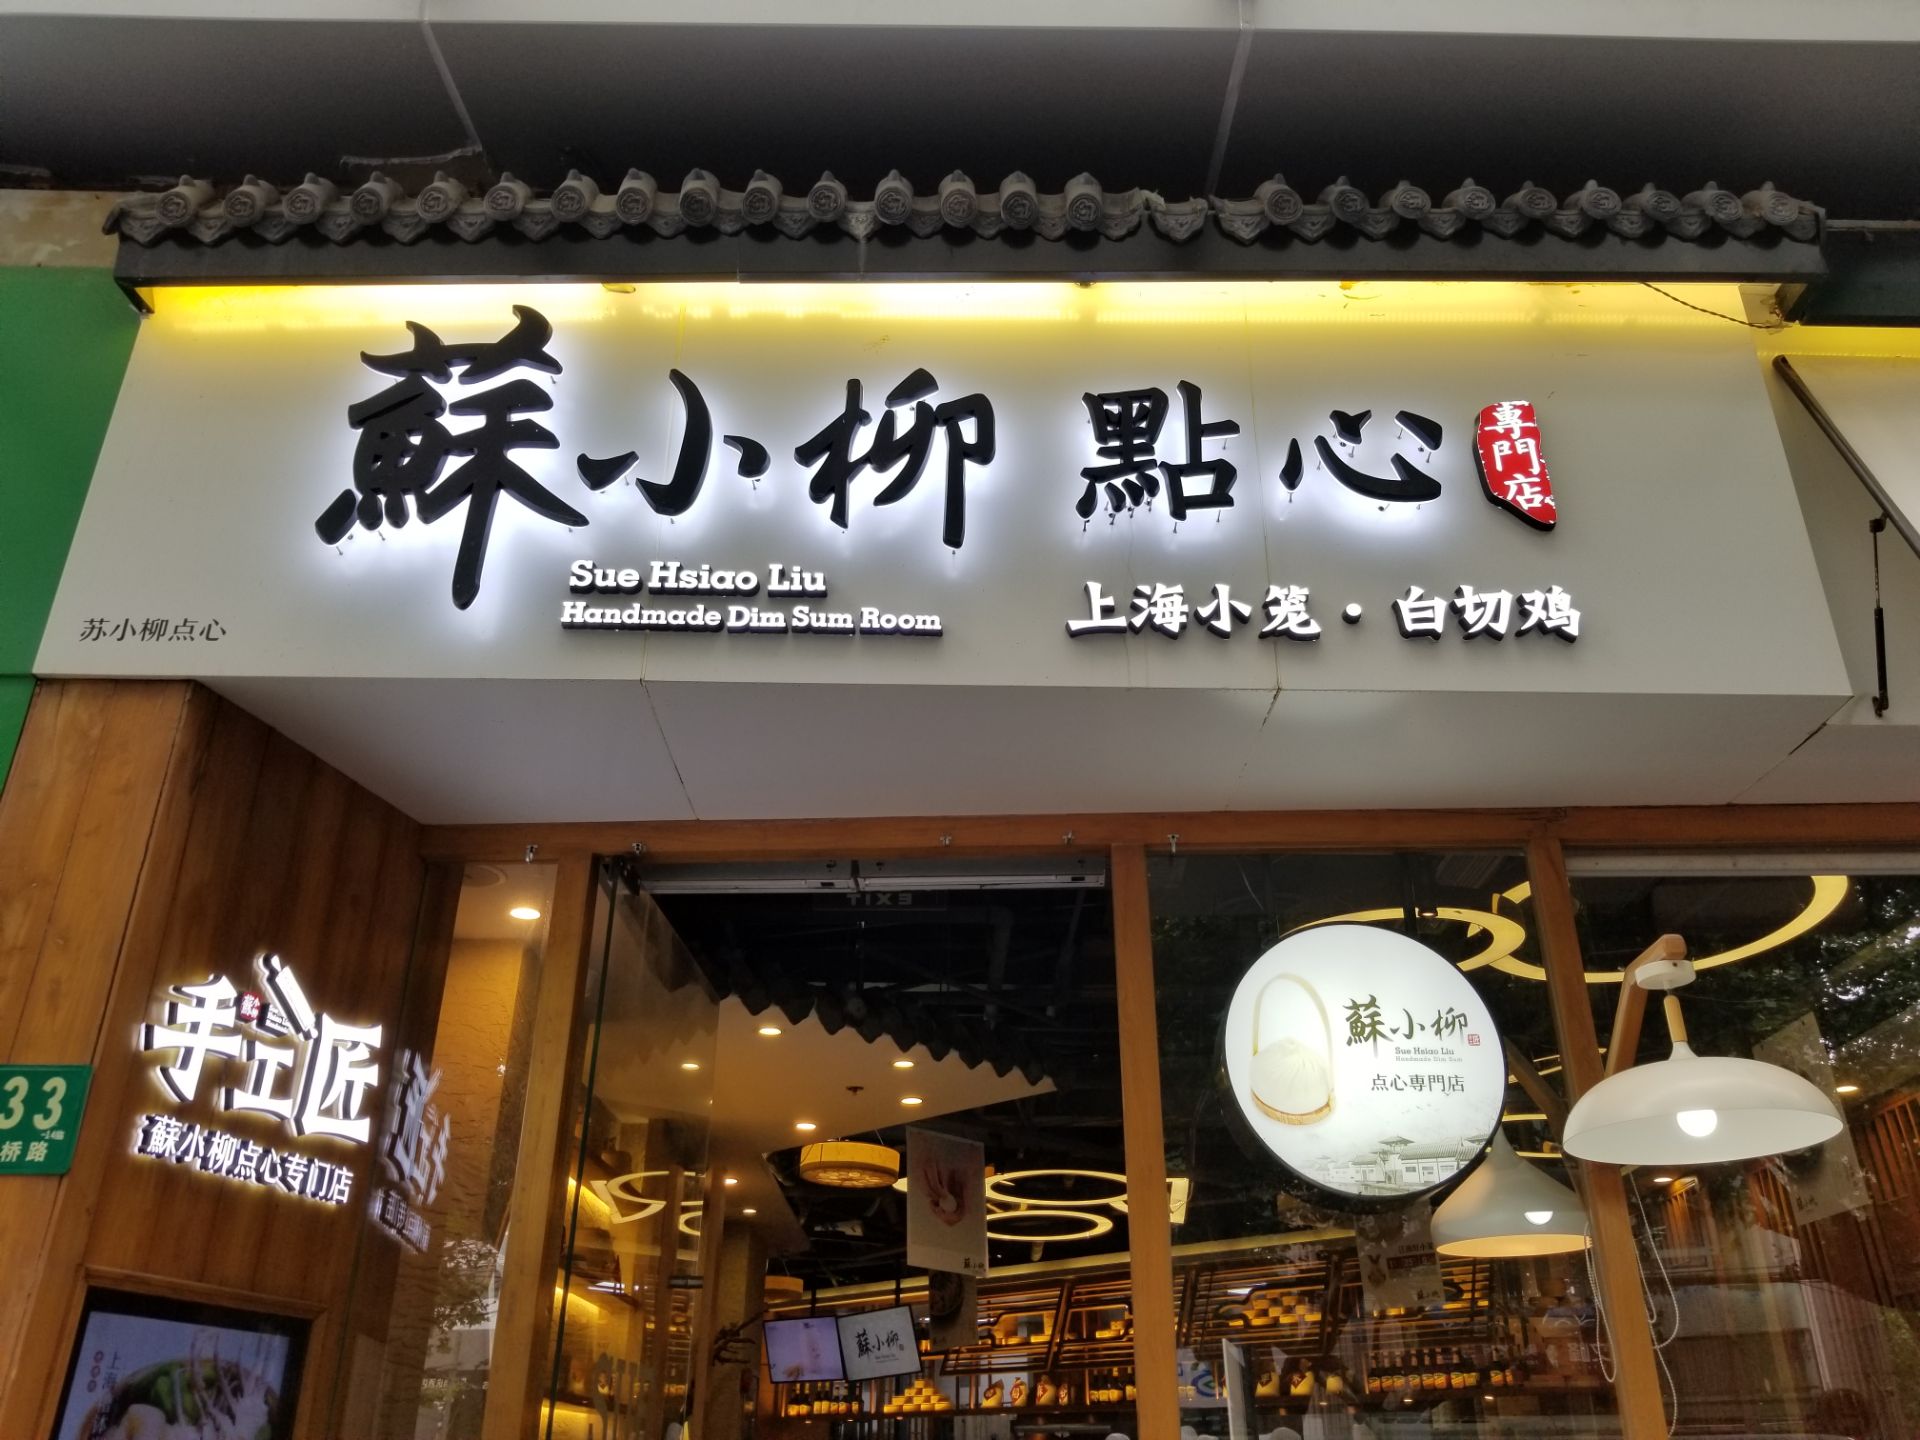 蘇小柳 點心
專門店
Sue Hsiao Liu
Handmade Dim Sum Room
上海小笼·白切鸡
苏小柳点心
EXIT
手工匠
蘇小柳点心专门店
33
桥路
蘇小柳
Sue Hsiao Liu
Handmade Dim Sum
点心専門店
蘇小柳